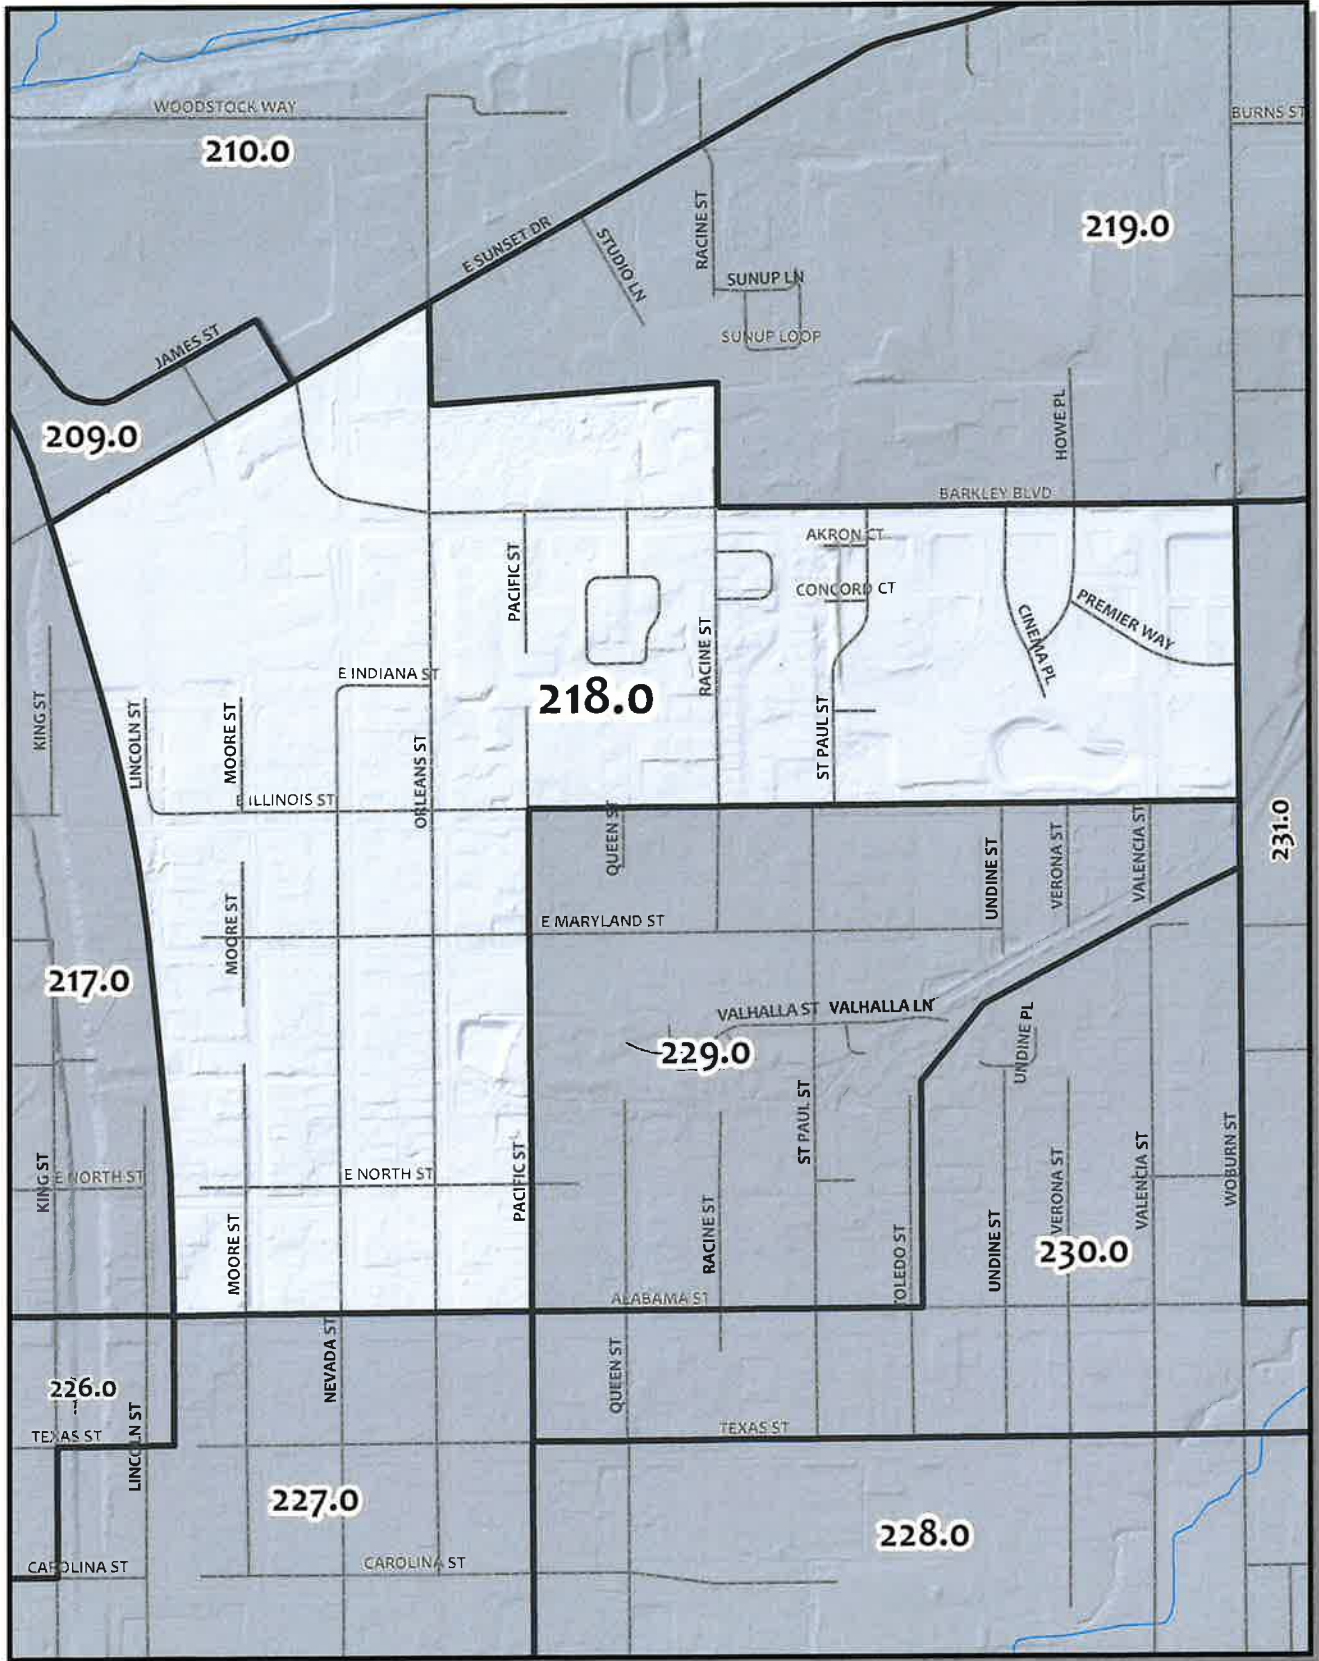 WOODSTOCK WAY
BURNS ST
210.0
219.0
E SUNSET DR
STUDIO LN
RACINE ST
SUNUP LN
SUNUP LOOP
JAMES ST
209.0
HOWE PL
BARKLEY BLVD
AKRON CT
PACIFIC ST
CONCORD CT
PREMIER WAY
CINEMA PL
RACINE ST
E INDIANA ST
218.0
KING ST
LINCOLN ST
MOORE ST
ORLEANS ST
ST PAUL ST
E ILLINOIS ST
QUEEN ST
UNDINE ST
VERONA ST
VALENCIA ST
231.0
MOORE ST
E MARYLAND ST
217.0
VALHALLA ST
VALHALLA LN
229.0
UNDINE PL
ST PAUL ST
KING ST
E NORTH ST
E NORTH ST
PACIFIC ST
VERONA ST
VALENCIA ST
WOBURN ST
MOORE ST
RACINE ST
TOLEDO ST
UNDINE ST
230.0
ALABAMA ST
NEVADA ST
QUEEN ST
226.0
TEXAS ST
LINCOLN ST
TEXAS ST
227.0
228.0
CAROLINA ST
CAROLINA ST